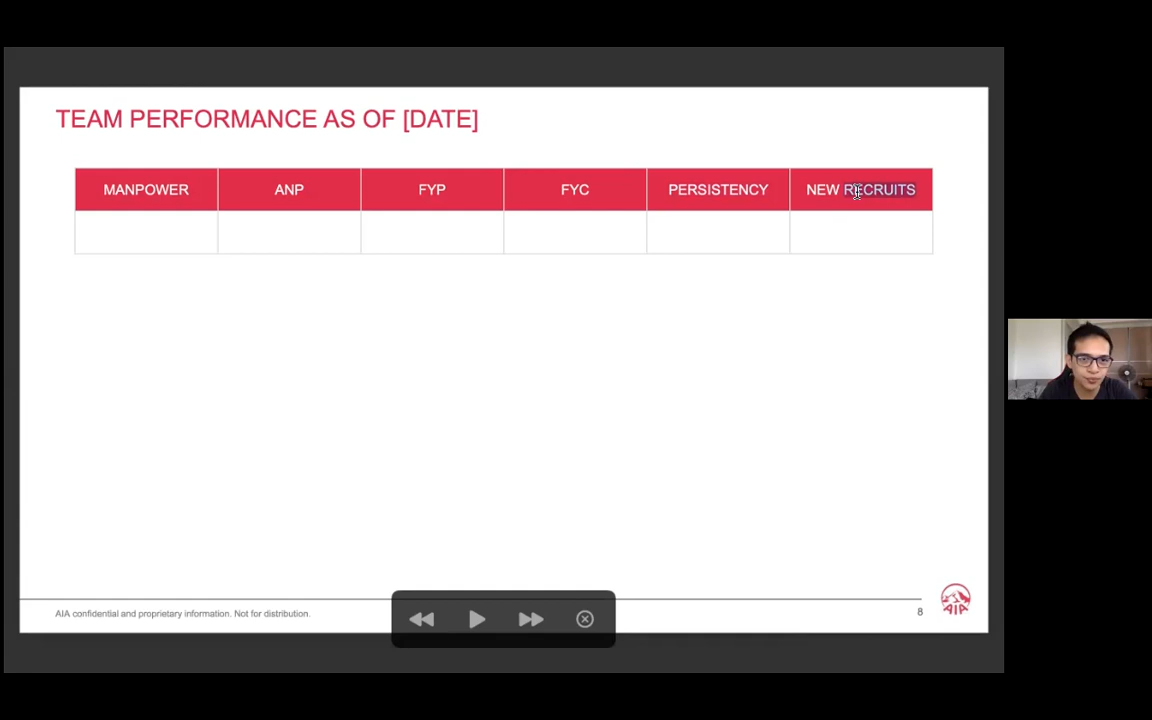 TEAM PERFORMANCE AS OF [DATE]
MANPOWER ANP FYP FYC PERSISTENCY NEW RECRUITS
AIA confidential and proprietary information. Not for distribution.
8
AIA